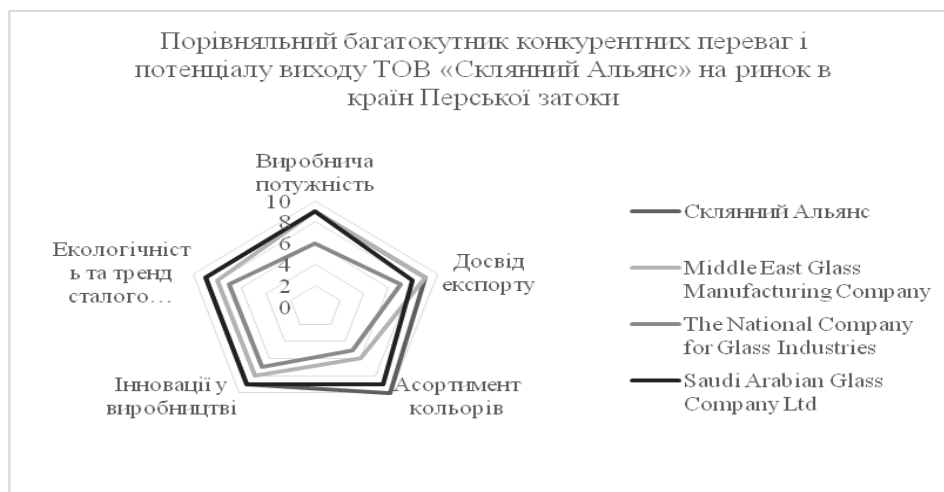 Порівняльний багатокутник конкурентних переваг і
потенціалу виходу ТОВ «Склянний Альянс» на ринок в
країн Перської затоки
Виробнича
потужність
10
8
6
4
2
0
Досвід
експорту
Асортимент
кольорів
Інновації у
виробництві
Екологічніст
ь та тренд
сталого…
Склянний Альянс
Middle East Glass
Manufacturing Company
The National Company
for Glass Industries
Saudi Arabian Glass
Company Ltd